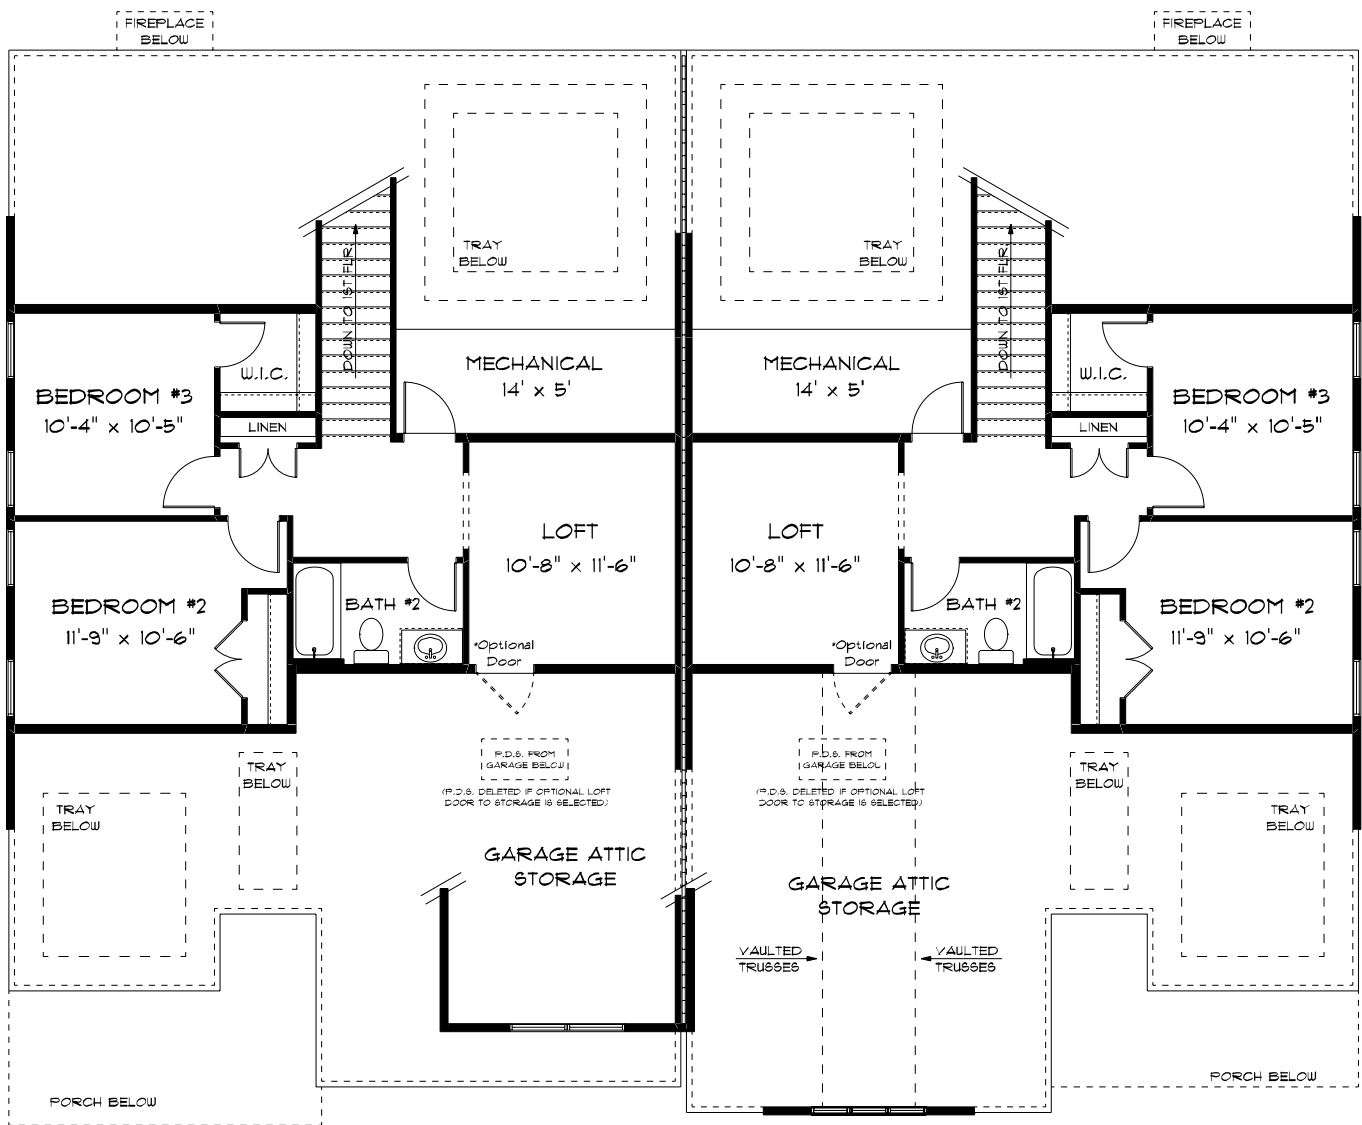 FIREPLACE
BELOW
FIREPLACE
BELOW
TRAY
BELOW
TRAY
BELOW
DOWN TO 1ST FLR.
DOWN TO 1ST FLR.
MECHANICAL
14' x 5'
MECHANICAL
14' x 5'
W.I.C.
W.I.C.
BEDROOM #3
10'-4" x 10'-5"
BEDROOM #3
10'-4" x 10'-5"
LINEN
LINEN
LOFT
10'-8" x 11'-6"
LOFT
10'-8" x 11'-6"
BEDROOM #2
11'-9" x 10'-6"
BATH #2
BATH #2
BEDROOM #2
11'-9" x 10'-6"
*Optional
Door
*Optional
Door
P.D.S. FROM
GARAGE BELOW
(P.D.S. DELETED IF OPTIONAL LOFT
DOOR TO STORAGE IS SELECTED)
P.D.S. FROM
GARAGE BELOW
(P.D.S. DELETED IF OPTIONAL LOFT
DOOR TO STORAGE IS SELECTED)
TRAY
BELOW
TRAY
BELOW
TRAY
BELOW
TRAY
BELOW
GARAGE ATTIC
STORAGE
GARAGE ATTIC
STORAGE
VAULTED
TRUSSES
VAULTED
TRUSSES
PORCH BELOW
PORCH BELOW